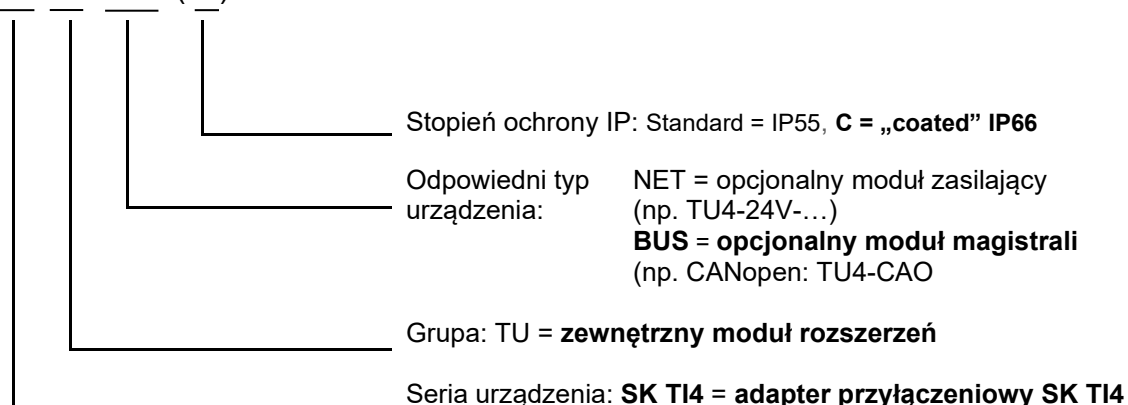 Stopień ochrony IP: Standard = IP55, C = „coated” IP66
Odpowiedni typ urządzenia: NET = opcjonalny moduł zasilający
(np. TU4-24V-…)
BUS = opcjonalny moduł magistrali
(np. CANopen: TU4-CAO
Grupa: TU = zewnętrzny moduł rozszerzeń
Seria urządzenia: SK TI4 = adapter przyłączeniowy SK TI4